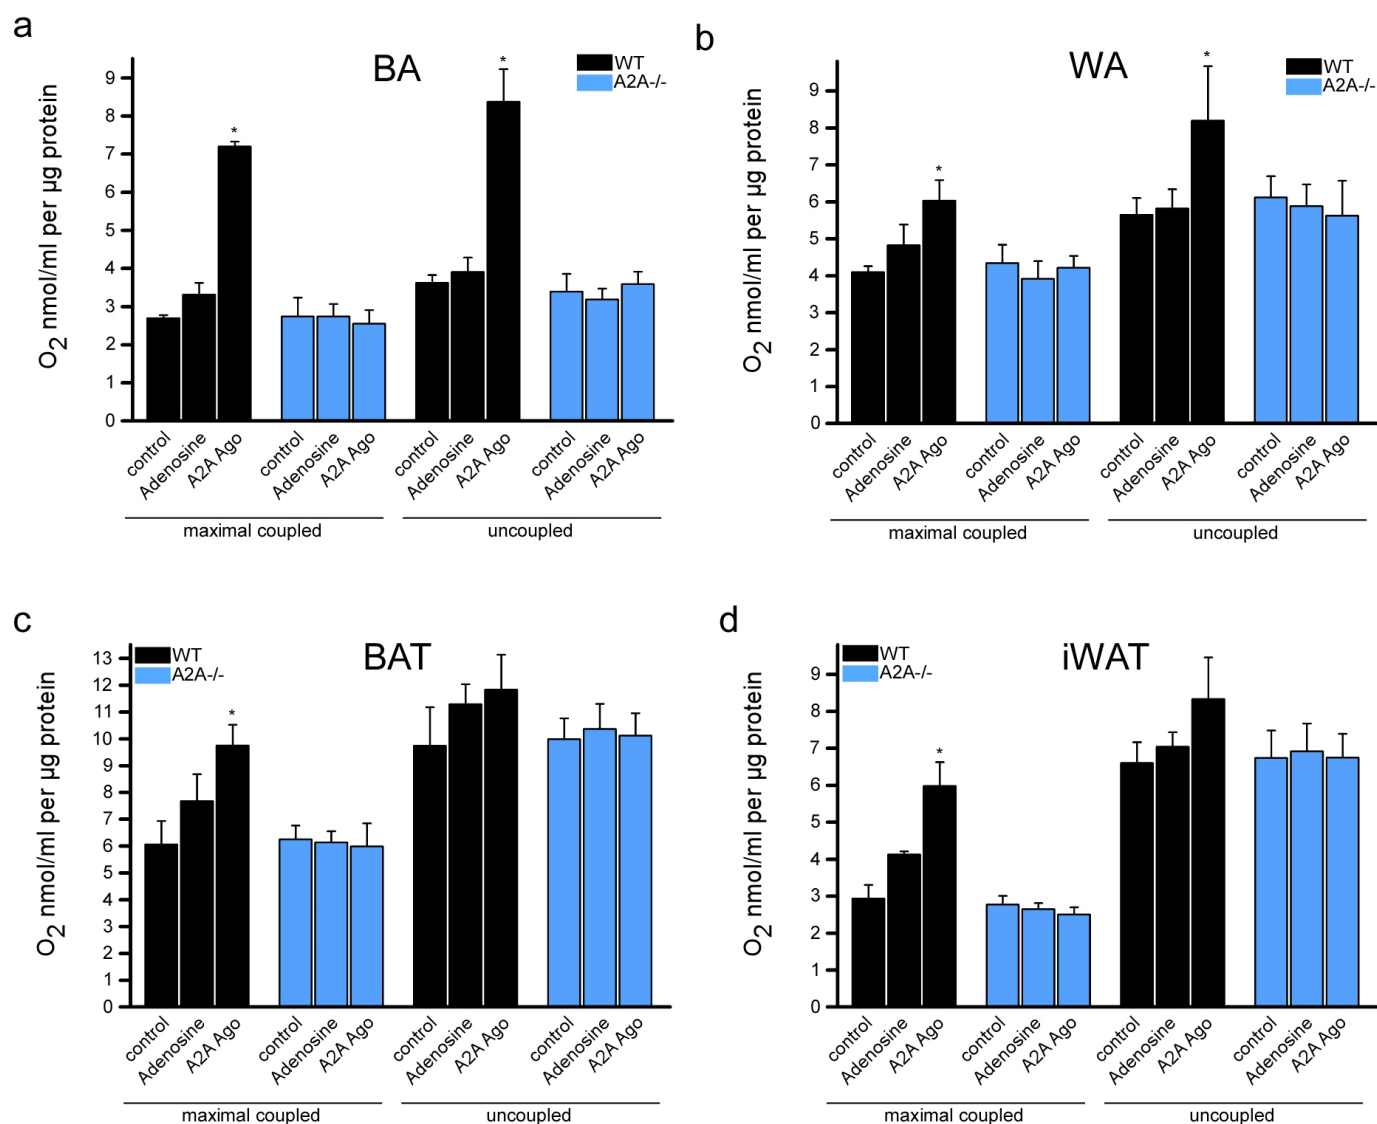 a
BA
WT
A2A-/-
O2 nmol/ml per µg protein
9
8
7
6
5
4
3
2
1
0
*
*
control
Adenosine
A2A Ago
control
Adenosine
A2A Ago
control
Adenosine
A2A Ago
control
Adenosine
A2A Ago
maximal coupled
uncoupled
b
WA
WT
A2A-/-
O2 nmol/ml per µg protein
9
8
7
6
5
4
3
2
1
0
*
*
control
Adenosine
A2A Ago
control
Adenosine
A2A Ago
control
Adenosine
A2A Ago
control
Adenosine
A2A Ago
maximal coupled
uncoupled
c
BAT
WT
A2A-/-
O2 nmol/ml per µg protein
13
12
11
10
9
8
7
6
5
4
3
2
1
0
*
control
Adenosine
A2A Ago
control
Adenosine
A2A Ago
control
Adenosine
A2A Ago
control
Adenosine
A2A Ago
maximal coupled
uncoupled
d
iWAT
WT
A2A-/-
O2 nmol/ml per µg protein
9
8
7
6
5
4
3
2
1
0
*
control
Adenosine
A2A Ago
control
Adenosine
A2A Ago
control
Adenosine
A2A Ago
control
Adenosine
A2A Ago
maximal coupled
uncoupled